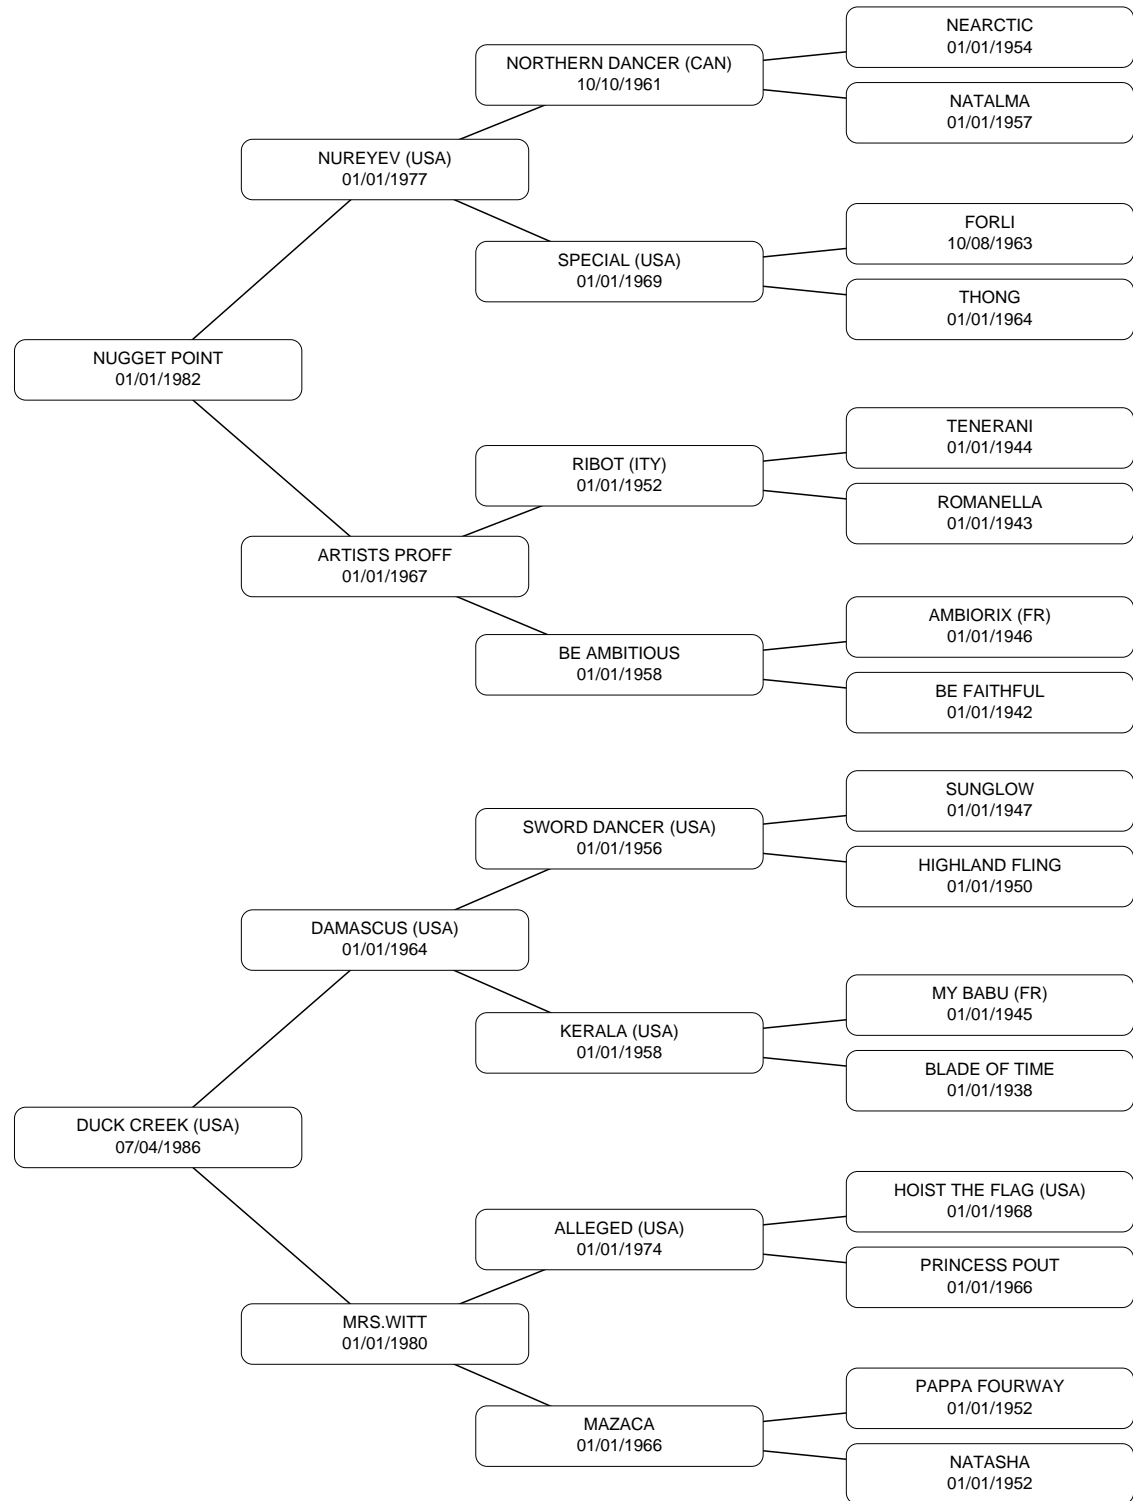 NEARCTIC
01/01/1954
NORTHERN DANCER (CAN)
10/10/1961
NATALMA
01/01/1957
NUREYEV (USA)
01/01/1977
FORLI
10/08/1963
SPECIAL (USA)
01/01/1969
THONG
01/01/1964
NUGGET POINT
01/01/1982
TENERANI
01/01/1944
RIBOT (ITY)
01/01/1952
ROMANELLA
01/01/1943
ARTISTS PROFF
01/01/1967
AMBIORIX (FR)
01/01/1946
BE AMBITIOUS
01/01/1958
BE FAITHFUL
01/01/1942
SUNGLOW
01/01/1947
SWORD DANCER (USA)
01/01/1956
HIGHLAND FLING
01/01/1950
DAMASCUS (USA)
01/01/1964
MY BABU (FR)
01/01/1945
KERALA (USA)
01/01/1958
BLADE OF TIME
01/01/1938
DUCK CREEK (USA)
07/04/1986
HOIST THE FLAG (USA)
01/01/1968
ALLEGED (USA)
01/01/1974
PRINCESS POUT
01/01/1966
MRS.WITT
01/01/1980
PAPPA FOURWAY
01/01/1952
MAZACA
01/01/1966
NATASHA
01/01/1952